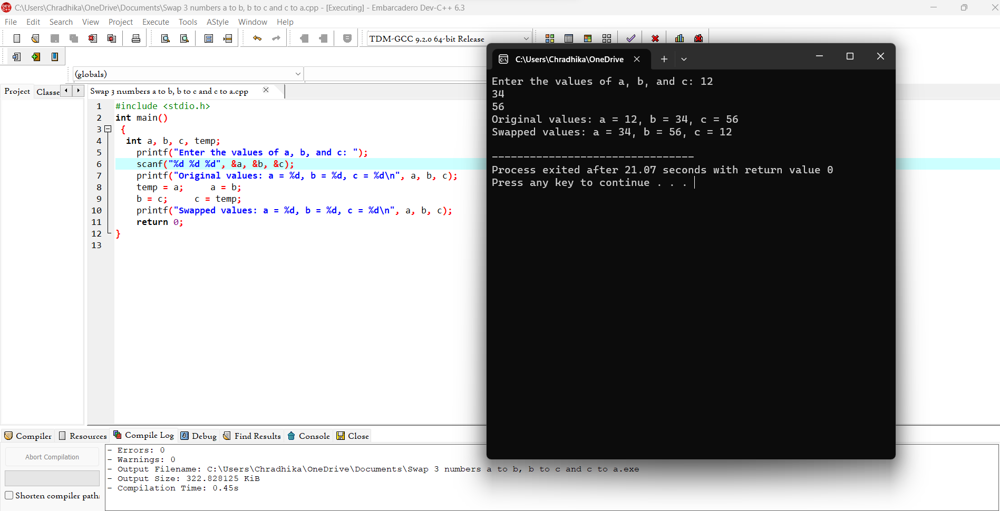 C:\Users\Chradhika\OneDrive\Documents\Swap 3 numbers a to b, b to c and c to a.cpp - [Executing] - Embarcadero Dev-C++ 6.3
File Edit Search View Project Execute Tools AStyle Window Help
TDM-GCC 9.2.0 64-bit Release
(globals)
Project Classe
Swap 3 numbers a to b, b to c and c to a.cpp
1 #include <stdio.h>
2 int main()
3 {
4 int a, b, c, temp;
5 printf("Enter the values of a, b, and c: ");
6 scanf("%d %d %d", &a, &b, &c);
7 printf("Original values: a = %d, b = %d, c = %d\n", a, b, c);
8 temp = a;     a = b;
9 b = c;     c = temp;
10 printf("Swapped values: a = %d, b = %d, c = %d\n", a, b, c);
11 return 0;
12 }
13
C:\Users\Chradhika\OneDrive
Enter the values of a, b, and c: 12
34
56
Original values: a = 12, b = 34, c = 56
Swapped values: a = 34, b = 56, c = 12
--------------------------------
Process exited after 21.07 seconds with return value 0
Press any key to continue . . .
Compiler Resources Compile Log Debug Find Results Console Close
Abort Compilation
Shorten compiler path
- Errors: 0
- Warnings: 0
- Output Filename: C:\Users\Chradhika\OneDrive\Documents\Swap 3 numbers a to b, b to c and c to a.exe
- Output Size: 322.828125 KiB
- Compilation Time: 0.45s